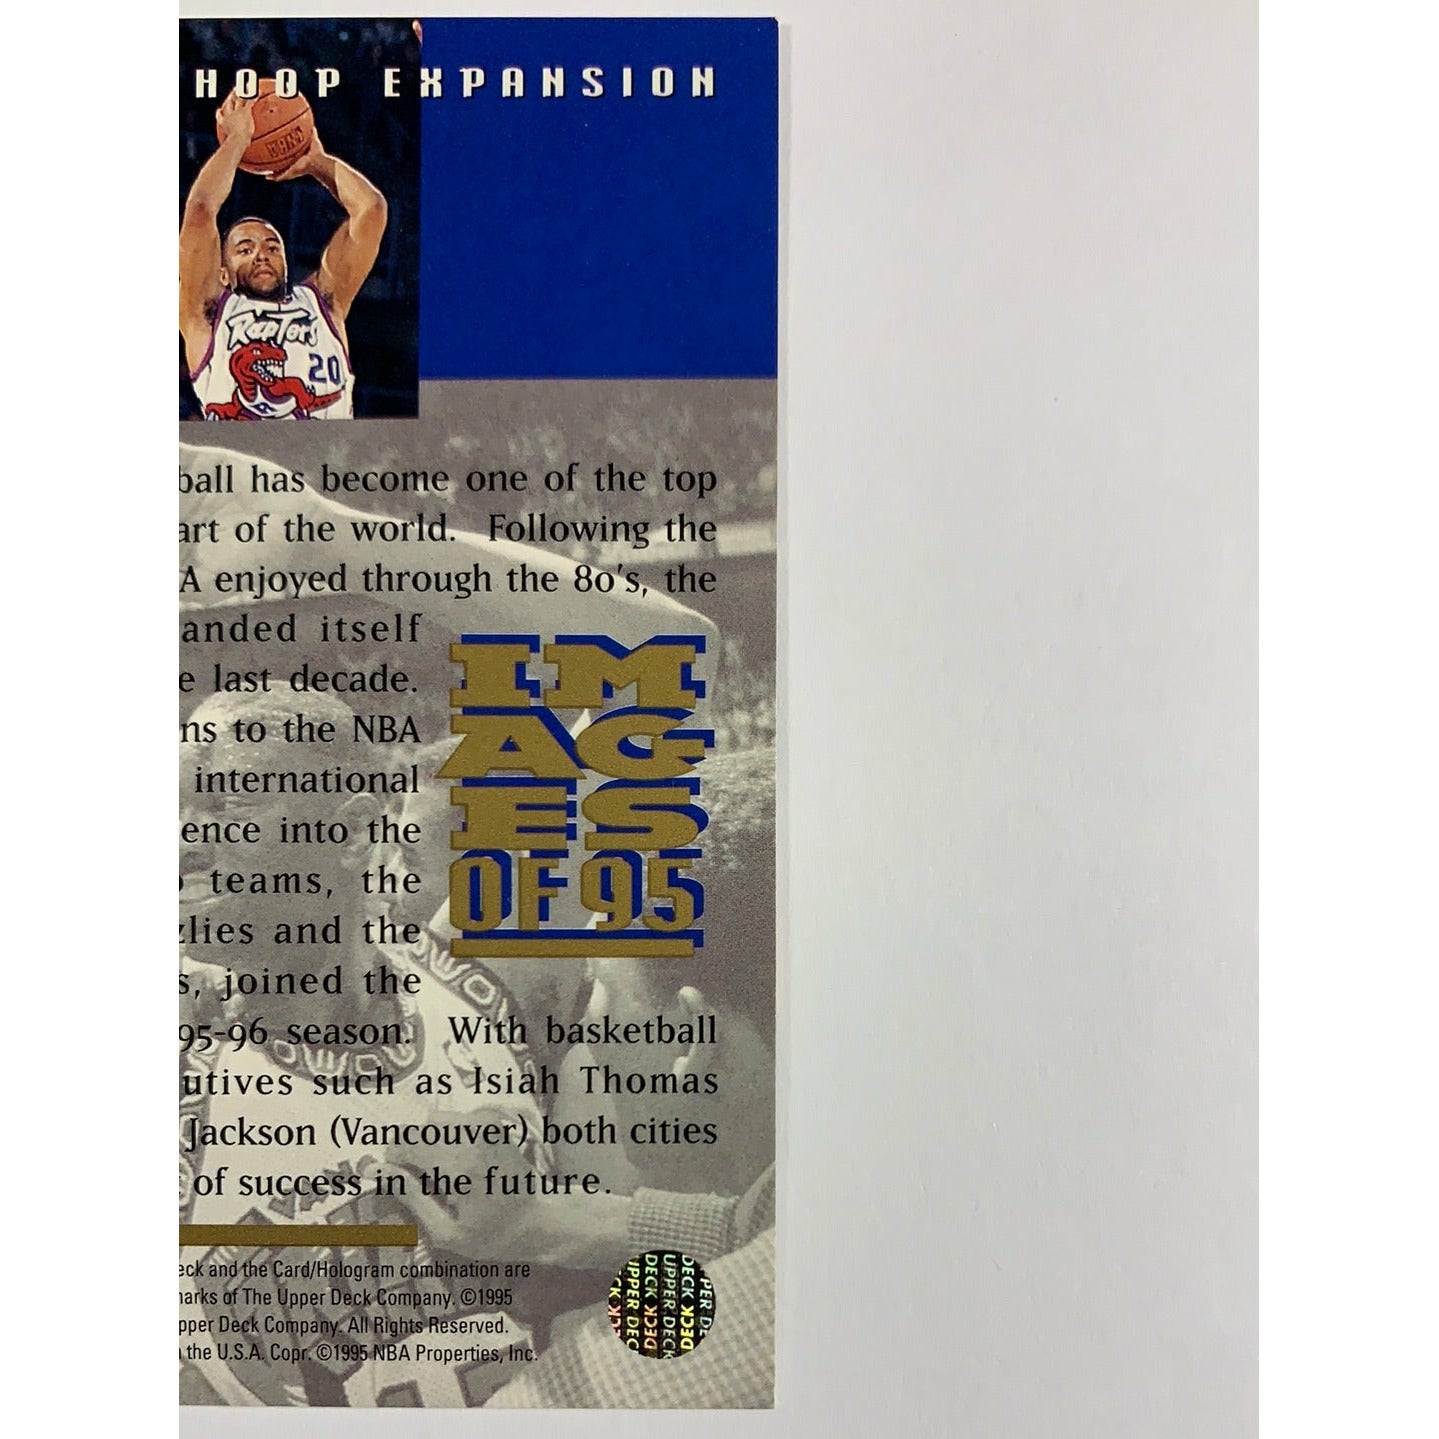 HOOP EXPANSION
Raptors
20
ball has become one of the top
art of the world. Following the
A enjoyed through the 80's, the
anded itself
e last decade.
ns to the NBA
international
ence into the
teams, the
zlies and the
s, joined the
95-96 season. With basketball
utives such as Isiah Thomas
Jackson (Vancouver) both cities
of success in the future.
IMAGES
OF 95
eck and the Card/Hologram combination are
marks of The Upper Deck Company. ©1995
pper Deck Company. All Rights Reserved.
the U.S.A. Copr. ©1995 NBA Properties, Inc.
UPPER DECK